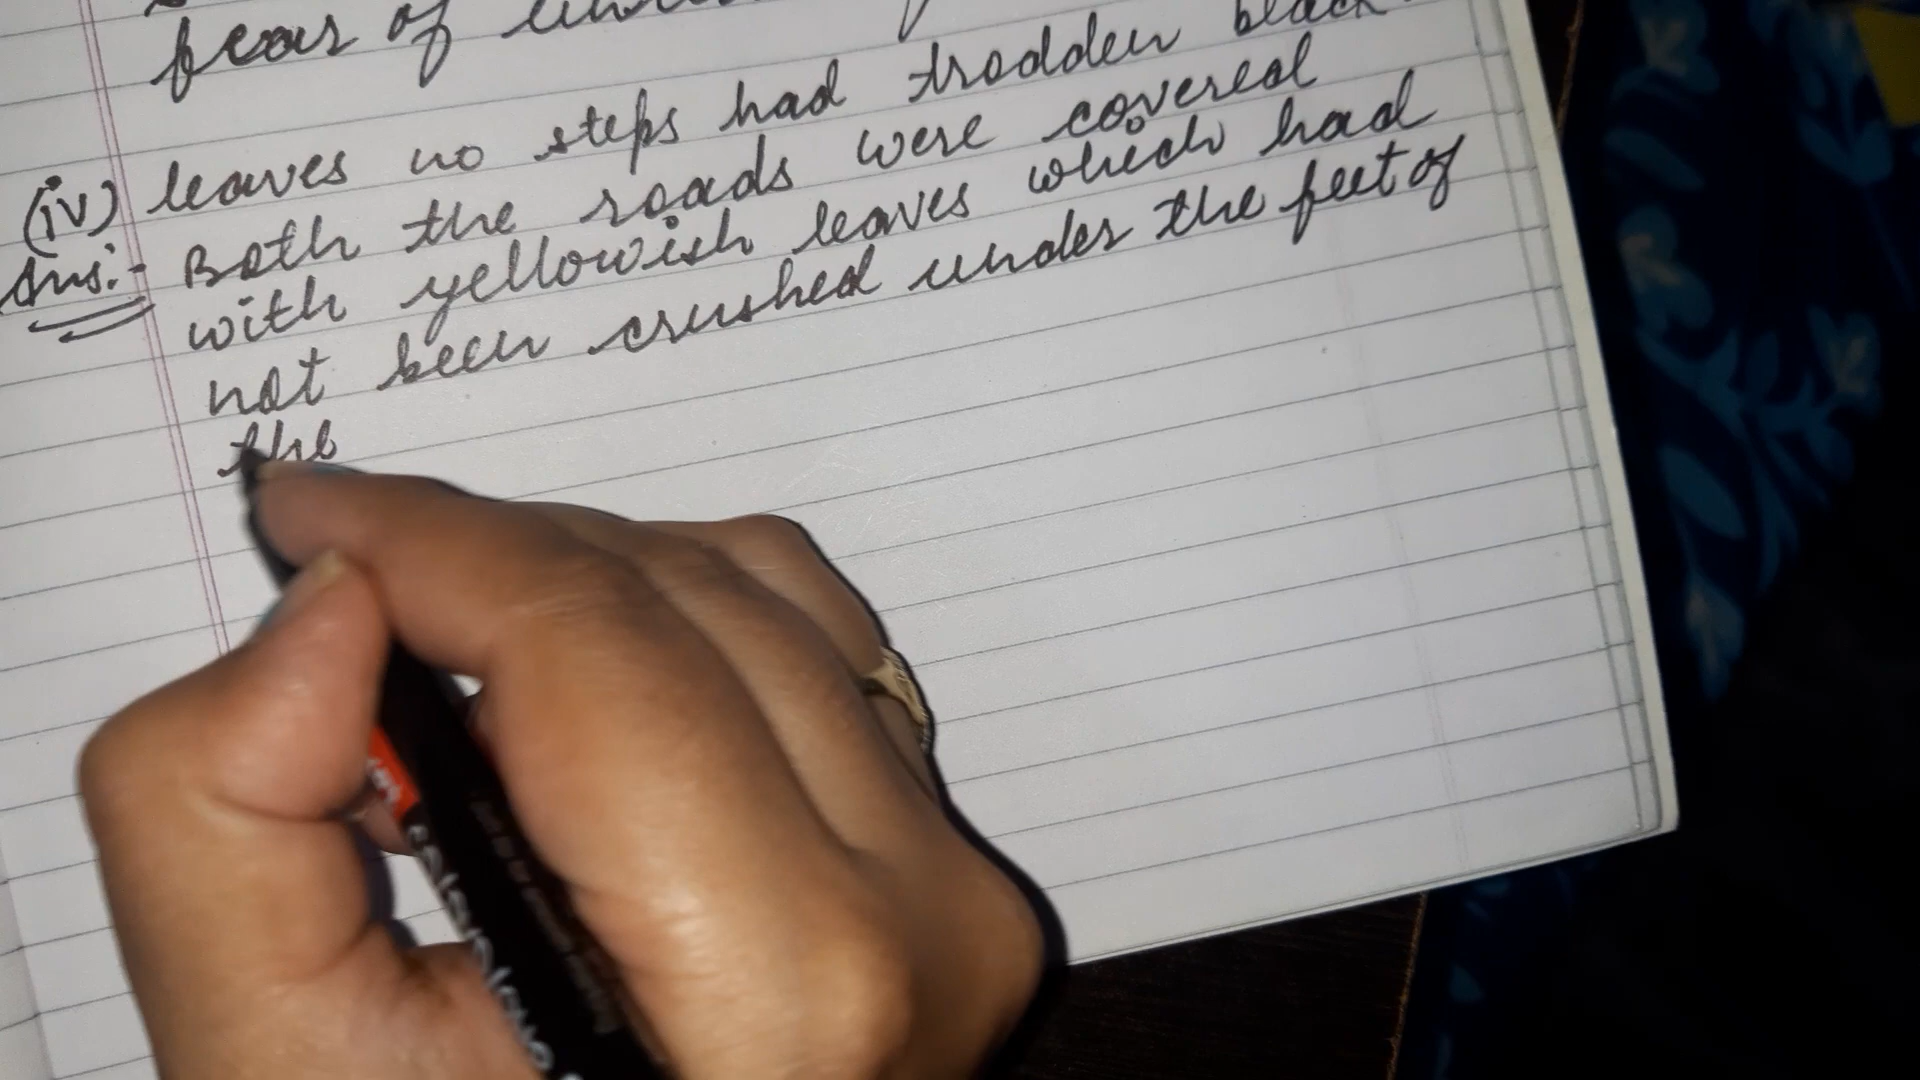 fear of
(iv) leaves no steps had trodden black.
Ans:- Both the roads were covered
with yellowish leaves which had
not been crushed under the feet of
the